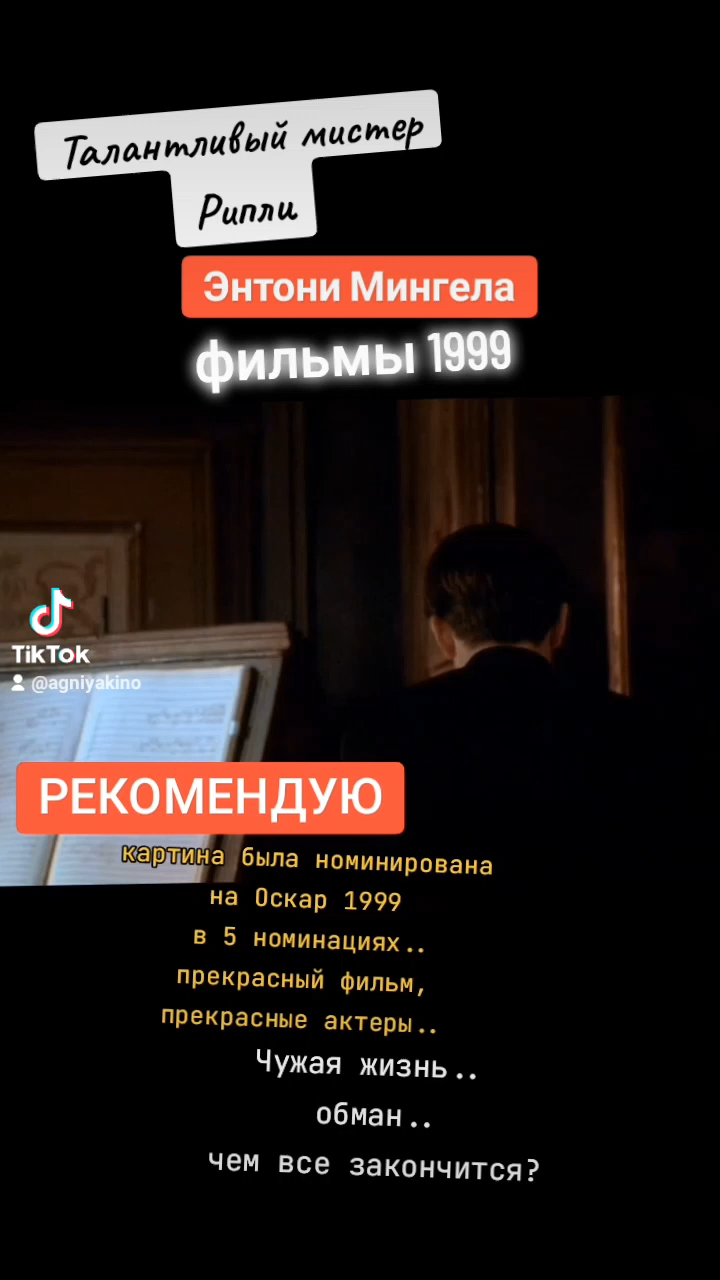 Талантливый мистер
Рипли
Энтони Мингела
фильмы 1999
TikTok
@agniyakino
РЕКОМЕНДУЮ
картина была номинирована
на Оскар 1999
в 5 номинациях..
прекрасный фильм,
прекрасные актеры..
Чужая жизнь..
обман..
чем все закончится?